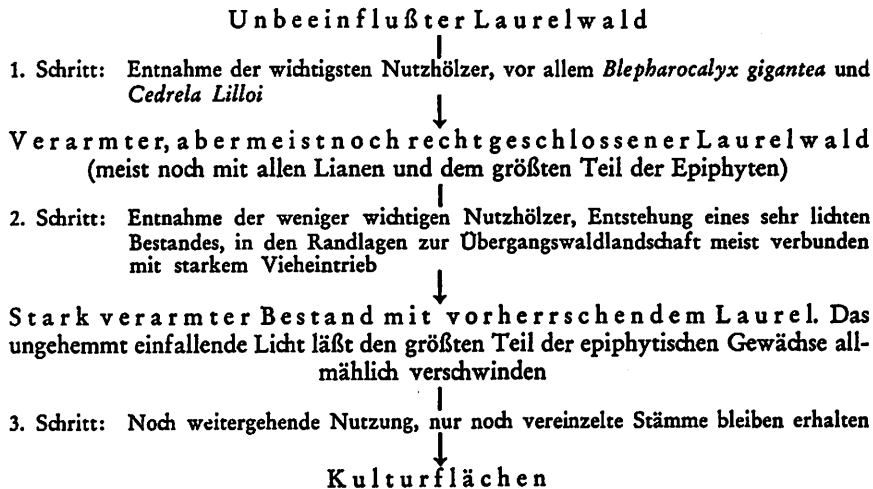 Unbeeinflußter Laurelwald
1. Schritt: Entnahme der wichtigsten Nutzhölzer, vor allem Blepharocalyx gigantea und
Cedrela Lilloi
Verarmter, aber meist noch recht geschlossener Laurelwald
(meist noch mit allen Lianen und dem größten Teil der Epiphyten)
2. Schritt: Entnahme der weniger wichtigen Nutzhölzer, Entstehung eines sehr lichten
Bestandes, in den Randlagen zur Übergangswaldlandschaft meist verbunden
mit starkem Vieheintrieb
Stark verarmter Bestand mit vorherrschendem Laurel. Das
ungehemmt einfallende Licht läßt den größten Teil der epiphytischen Gewächse all-
mählich verschwinden
3. Schritt: Noch weitergehende Nutzung, nur noch vereinzelte Stämme bleiben erhalten
Kulturflächen